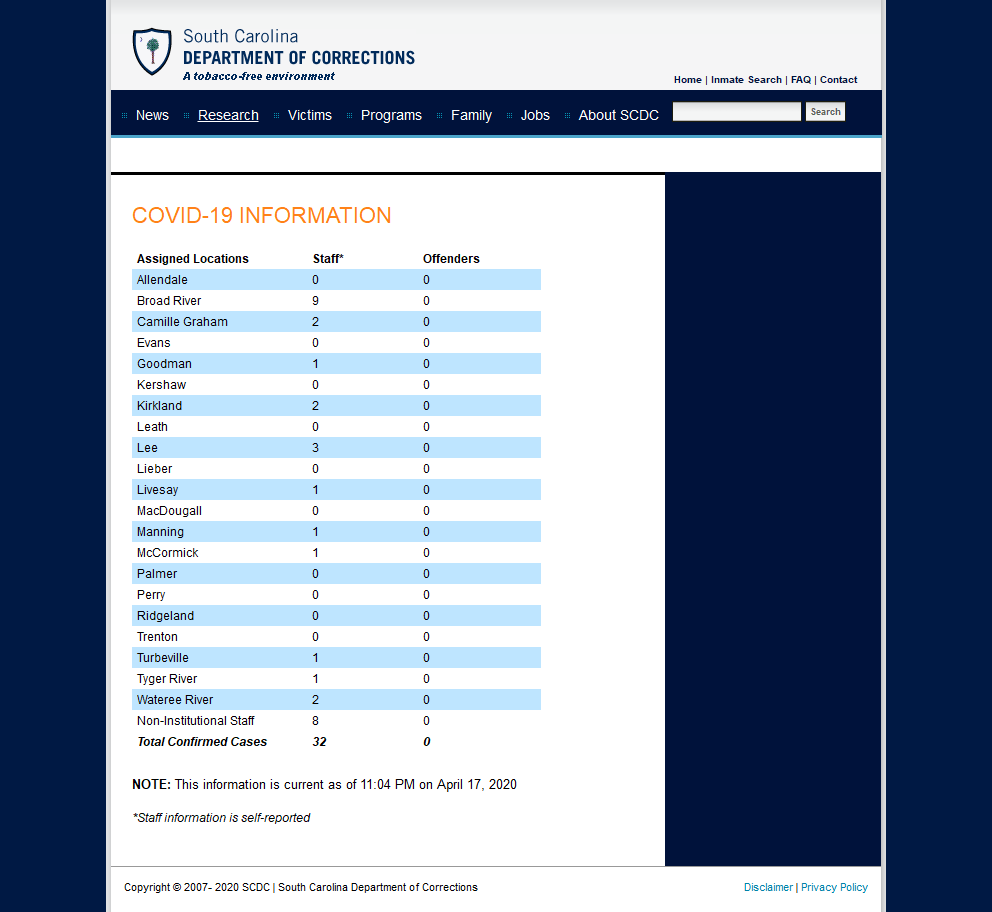 South Carolina
DEPARTMENT OF CORRECTIONS
A tobacco-free environment
Home | Inmate Search | FAQ | Contact
News Research Victims Programs Family Jobs About SCDC Search
COVID-19 INFORMATION
Assigned Locations Staff* Offenders
Allendale 0 0
Broad River 9 0
Camille Graham 2 0
Evans 0 0
Goodman 1 0
Kershaw 0 0
Kirkland 2 0
Leath 0 0
Lee 3 0
Lieber 0 0
Livesay 1 0
MacDougall 0 0
Manning 1 0
McCormick 1 0
Palmer 0 0
Perry 0 0
Ridgeland 0 0
Trenton 0 0
Turbeville 1 0
Tyger River 1 0
Wateree River 2 0
Non-Institutional Staff 8 0
Total Confirmed Cases 32 0
NOTE: This information is current as of 11:04 PM on April 17, 2020
*Staff information is self-reported
Copyright © 2007- 2020 SCDC | South Carolina Department of Corrections Disclaimer | Privacy Policy